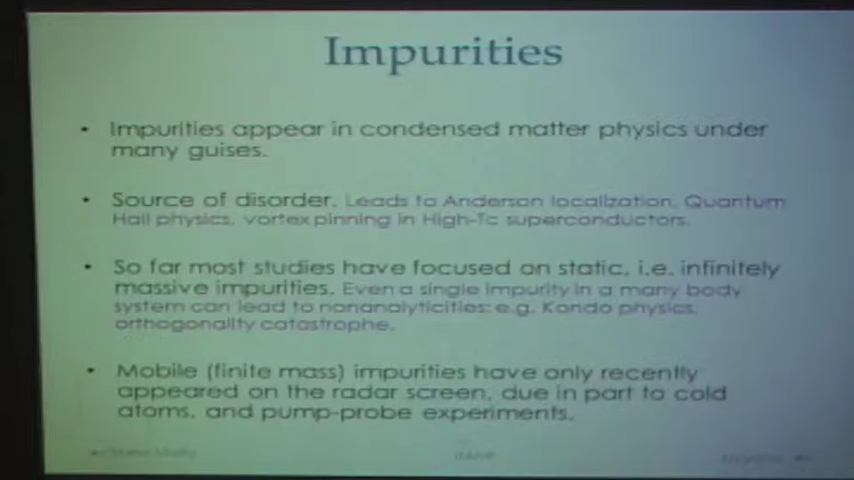 Impurities
• Impurities appear in condensed matter physics under
many guises.
• Source of disorder. Leads to Anderson localization, Quantum
Hall physics, vortex pinning in High-Tc superconductors.
• So far most studies have focused on static, i.e. infinitely
massive impurities. Even a single impurity in a many body
system can lead to nonanalyticities: e.g. Kondo physics,
orthogonality catastrophe.
• Mobile (finite mass) impurities have only recently
appeared on the radar screen, due in part to cold
atoms, and pump-probe experiments.